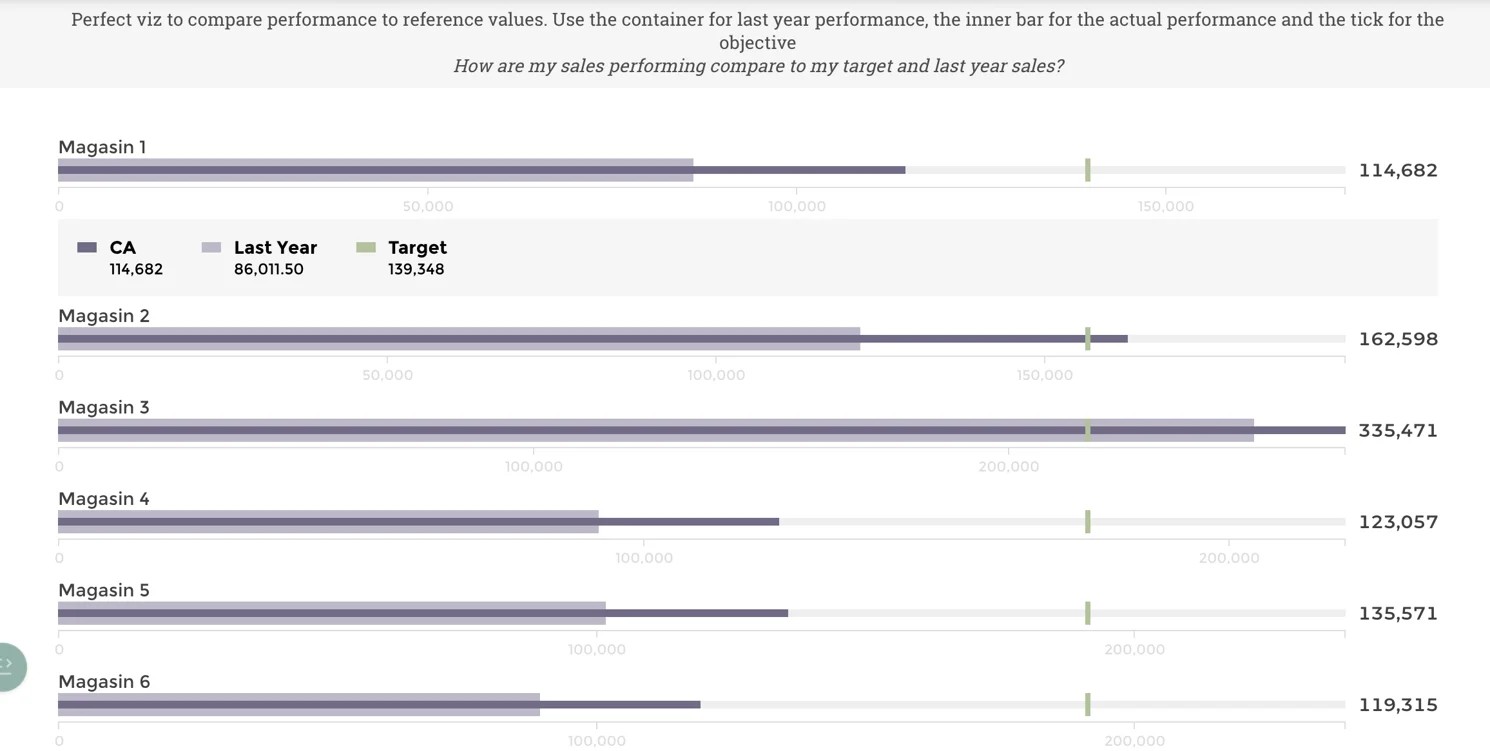 Perfect viz to compare performance to reference values. Use the container for last year performance, the inner bar for the actual performance and the tick for the
objective
How are my sales performing compare to my target and last year sales?
Magasin 1
114,682
0 50,000 100,000 150,000
CA Last Year Target
114,682 86,011.50 139,348
Magasin 2
162,598
0 50,000 100,000 150,000
Magasin 3
335,471
0 100,000 200,000
Magasin 4
123,057
0 100,000 200,000
Magasin 5
135,571
0 100,000 200,000
Magasin 6
119,315
0 100,000 200,000